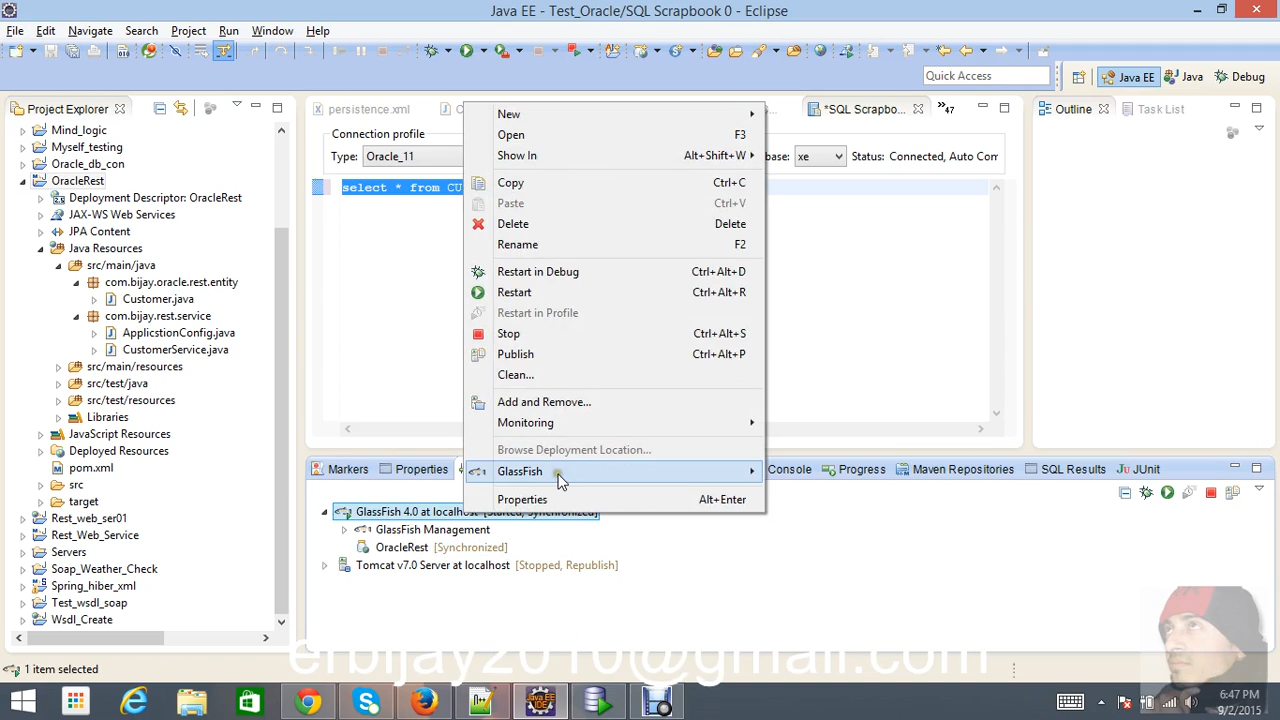 Java EE - Test_Oracle/SQL Scrapbook 0 - Eclipse
File Edit Navigate Search Project Run Window Help
Quick Access
Java EE
Java
Debug
Project Explorer
Mind_logic
Myself_testing
Oracle_db_con
OracleRest
Deployment Descriptor: OracleRest
JAX-WS Web Services
JPA Content
Java Resources
src/main/java
com.bijay.oracle.rest.entity
Customer.java
com.bijay.rest.service
ApplicstionConfig.java
CustomerService.java
src/main/resources
src/test/java
src/test/resources
Libraries
JavaScript Resources
Deployed Resources
pom.xml
src
target
Rest_web_ser01
Rest_Web_Service
Servers
Soap_Weather_Check
Spring_hiber_xml
Test_wsdl_soap
Wsdl_Create
persistence.xml
*SQL Scrapbo...
47
Connection profile
Type: Oracle_11
base: xe
Status: Connected, Auto Com
select * from CU
New
Open F3
Show In Alt+Shift+W
Copy Ctrl+C
Paste Ctrl+V
Delete Delete
Rename F2
Restart in Debug Ctrl+Alt+D
Restart Ctrl+Alt+R
Restart in Profile
Stop Ctrl+Alt+S
Publish Ctrl+Alt+P
Clean...
Add and Remove...
Monitoring
Browse Deployment Location...
GlassFish
Properties Alt+Enter
Outline
Task List
Markers
Properties
Console
Progress
Maven Repositories
SQL Results
JUnit
GlassFish 4.0 at localhost [Started, Synchronized]
GlassFish Management
OracleRest [Synchronized]
Tomcat v7.0 Server at localhost [Stopped, Republish]
1 item selected
erbijay2010@gmail.com
6:47 PM
9/2/2015